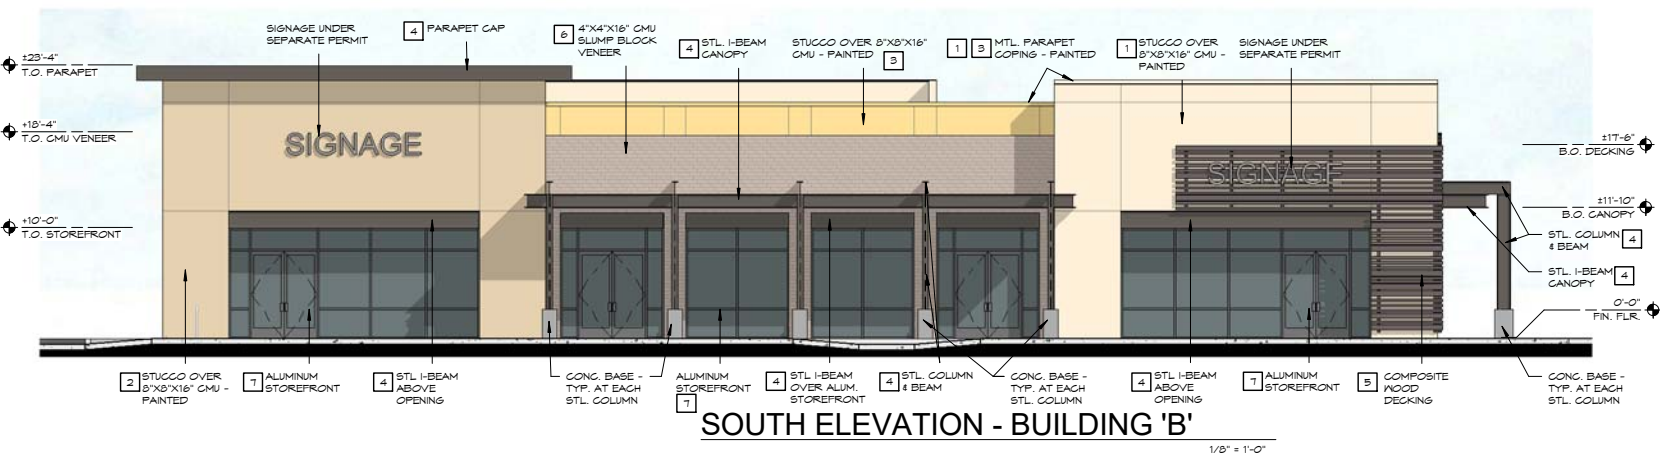 SIGNAGE UNDER
SEPARATE PERMIT
4 PARAPET CAP
6 4"X4"X16" CMU
SLUMP BLOCK
VENEER
4 STL. I-BEAM
CANOPY
STUCCO OVER 8"X8"X16"
CMU - PAINTED 3
1 3 MTL. PARAPET
COPING - PAINTED
1 STUCCO OVER
8"X8"X16" CMU -
PAINTED
SIGNAGE UNDER
SEPARATE PERMIT
±23'-4"
T.O. PARAPET
±18'-4"
T.O. CMU VENEER
±10'-0"
T.O. STOREFRONT
SIGNAGE
SIGNAGE
±17'-6"
B.O. DECKING
±11'-10"
B.O. CANOPY
STL. COLUMN
& BEAM 4
STL. I-BEAM 4
CANOPY
0'-0"
FIN. FLR.
2 STUCCO OVER
8"X8"X16" CMU -
PAINTED
7 ALUMINUM
STOREFRONT
4 STL I-BEAM
ABOVE
OPENING
CONC. BASE -
TYP. AT EACH
STL. COLUMN
ALUMINUM
STOREFRONT
7
4 STL I-BEAM
OVER ALUM.
STOREFRONT
4 STL. COLUMN
& BEAM
CONC. BASE -
TYP. AT EACH
STL. COLUMN
4 STL I-BEAM
ABOVE
OPENING
7 ALUMINUM
STOREFRONT
5 COMPOSITE
WOOD
DECKING
CONC. BASE -
TYP. AT EACH
STL. COLUMN
SOUTH ELEVATION - BUILDING 'B'
1/8" = 1'-0"